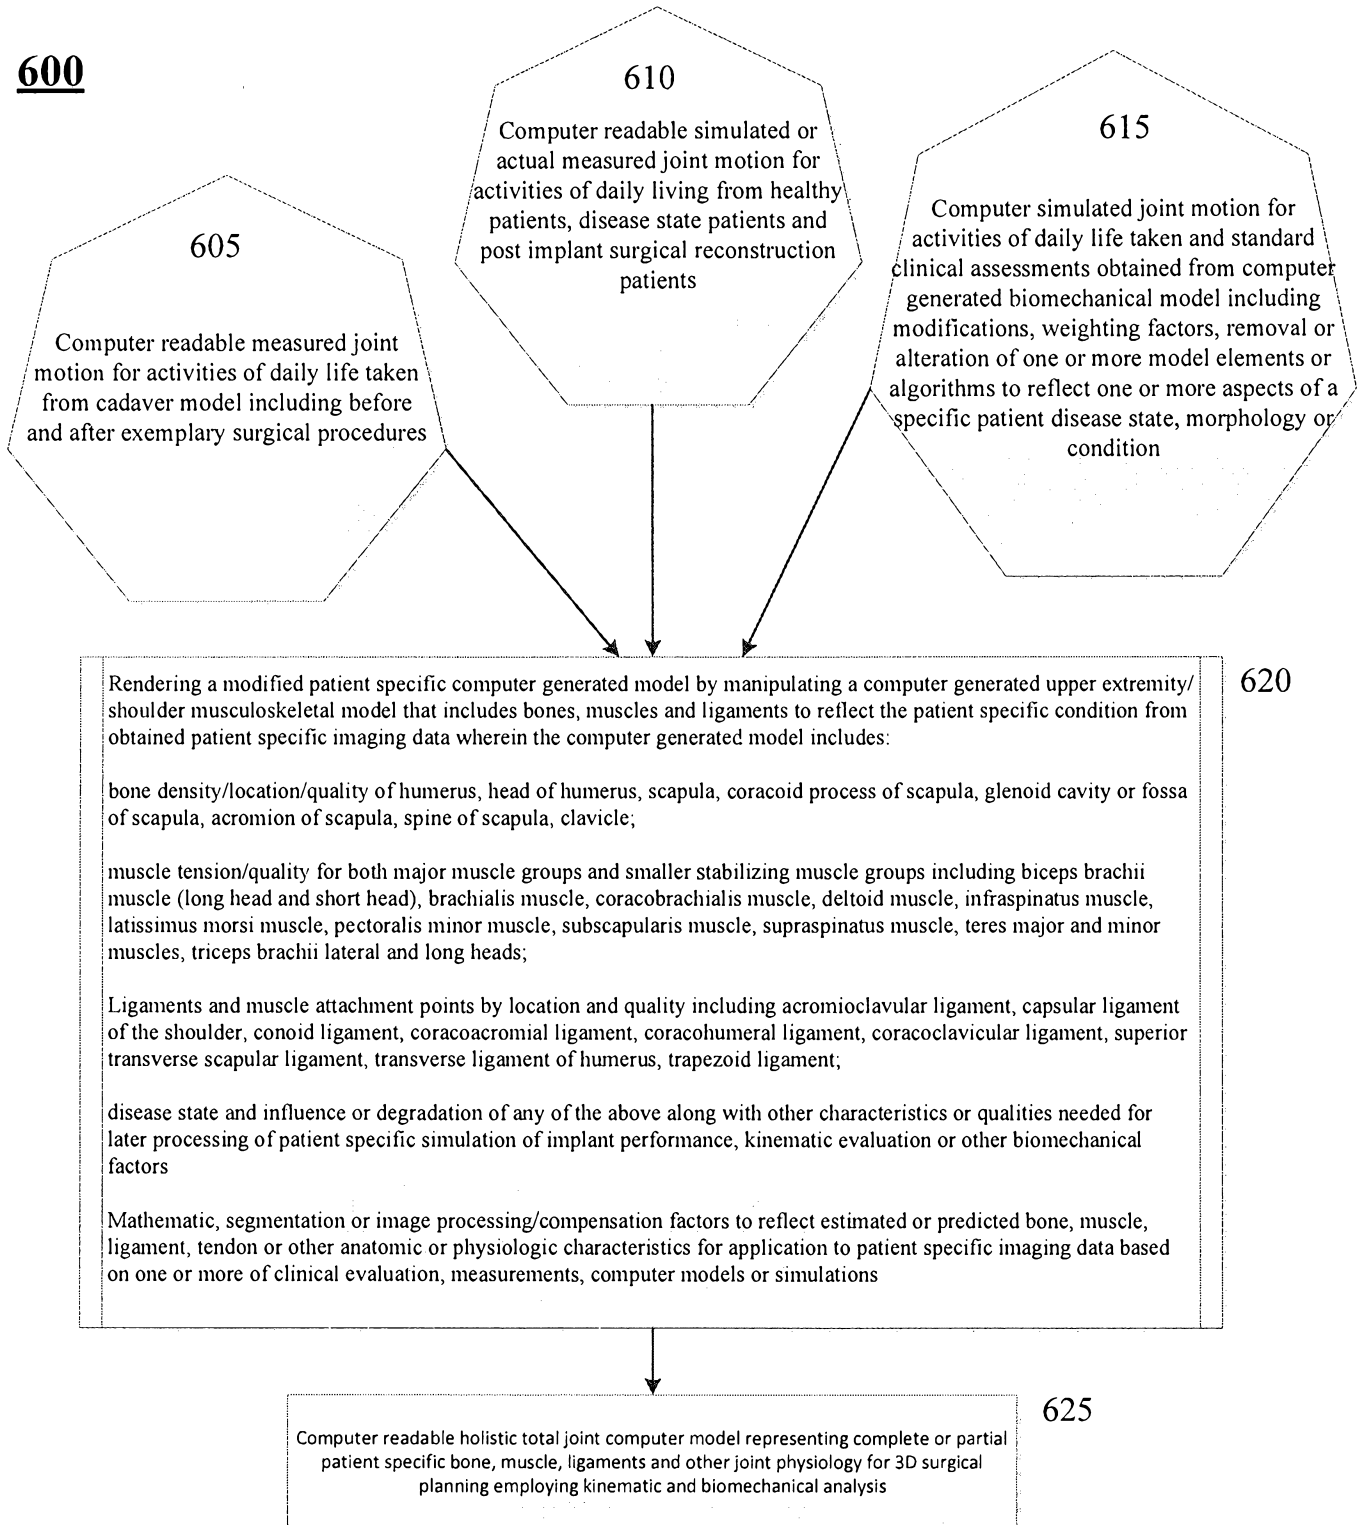 600
610
Computer readable simulated or
actual measured joint motion for
activities of daily living from healthy
patients, disease state patients and
post implant surgical reconstruction
patients
615
Computer simulated joint motion for
activities of daily life taken and standard
clinical assessments obtained from computer
generated biomechanical model including
modifications, weighting factors, removal or
alteration of one or more model elements or
algorithms to reflect one or more aspects of a
specific patient disease state, morphology or
condition
605
Computer readable measured joint
motion for activities of daily life taken
from cadaver model including before
and after exemplary surgical procedures
620
Rendering a modified patient specific computer generated model by manipulating a computer generated upper extremity/
shoulder musculoskeletal model that includes bones, muscles and ligaments to reflect the patient specific condition from
obtained patient specific imaging data wherein the computer generated model includes:
bone density/location/quality of humerus, head of humerus, scapula, coracoid process of scapula, glenoid cavity or fossa
of scapula, acromion of scapula, spine of scapula, clavicle;
muscle tension/quality for both major muscle groups and smaller stabilizing muscle groups including biceps brachii
muscle (long head and short head), brachialis muscle, coracobrachialis muscle, deltoid muscle, infraspinatus muscle,
latissimus morsi muscle, pectoralis minor muscle, subscapularis muscle, supraspinatus muscle, teres major and minor
muscles, triceps brachii lateral and long heads;
Ligaments and muscle attachment points by location and quality including acromioclavular ligament, capsular ligament
of the shoulder, conoid ligament, coracoacromial ligament, coracohumeral ligament, coracoclavicular ligament, superior
transverse scapular ligament, transverse ligament of humerus, trapezoid ligament;
disease state and influence or degradation of any of the above along with other characteristics or qualities needed for
later processing of patient specific simulation of implant performance, kinematic evaluation or other biomechanical
factors
Mathematic, segmentation or image processing/compensation factors to reflect estimated or predicted bone, muscle,
ligament, tendon or other anatomic or physiologic characteristics for application to patient specific imaging data based
on one or more of clinical evaluation, measurements, computer models or simulations
625
Computer readable holistic total joint computer model representing complete or partial
patient specific bone, muscle, ligaments and other joint physiology for 3D surgical
planning employing kinematic and biomechanical analysis